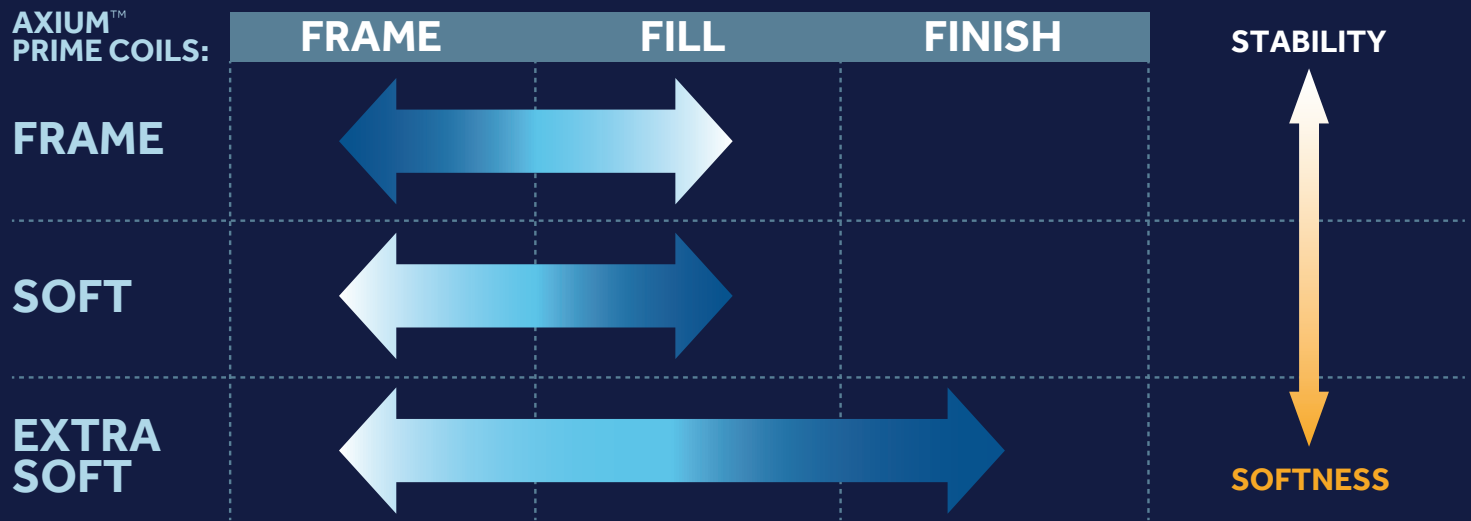 AXIUM™
PRIME COILS:
FRAME FILL FINISH
STABILITY
FRAME
SOFT
EXTRA
SOFT
SOFTNESS